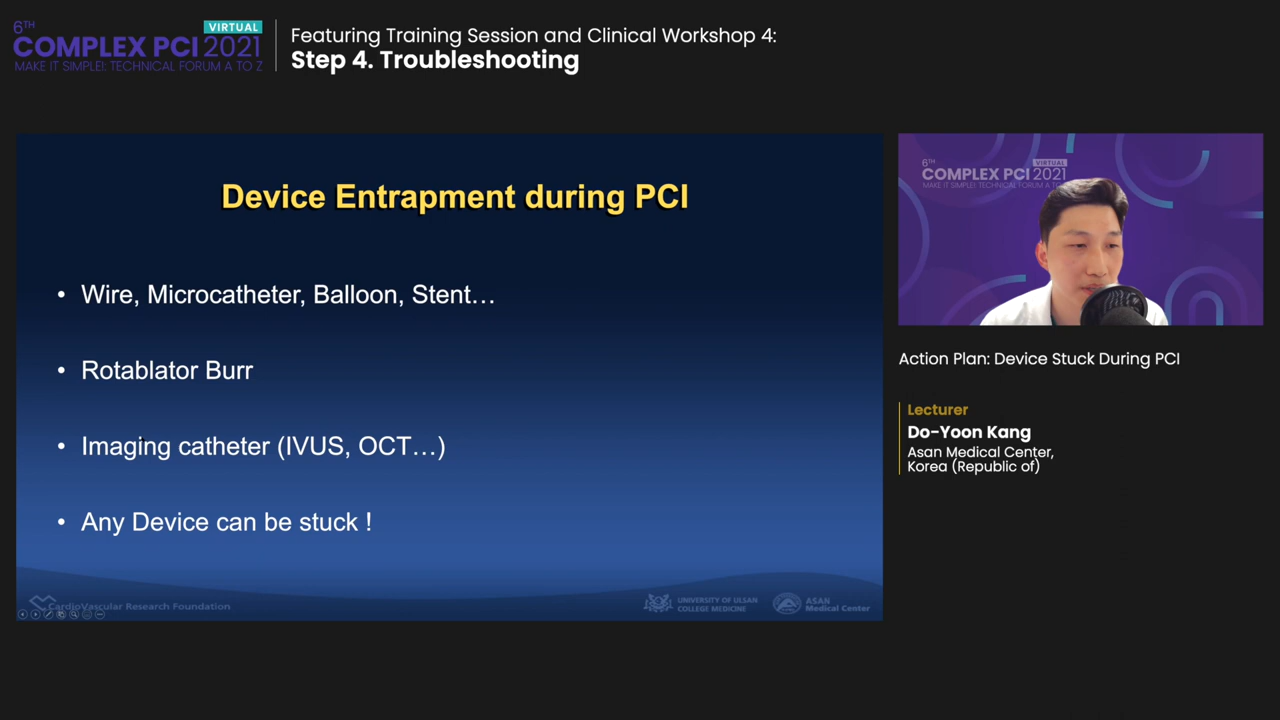 6TH
VIRTUAL
COMPLEX PCI 2021
MAKE IT SIMPLE!: TECHNICAL FORUM A TO Z
Featuring Training Session and Clinical Workshop 4:
Step 4. Troubleshooting
Device Entrapment during PCI
• Wire, Microcatheter, Balloon, Stent…
• Rotablator Burr
• Imaging catheter (IVUS, OCT…)
• Any Device can be stuck !
CardioVascular Research Foundation
UNIVERSITY OF ULSAN
COLLEGE MEDICINE
ASAN
Medical Center
6TH
VIRTUAL
COMPLEX PCI 2021
MAKE IT SIMPLE!: TECHNICAL FORUM A TO
Action Plan: Device Stuck During PCI
Lecturer
Do-Yoon Kang
Asan Medical Center,
Korea (Republic of)